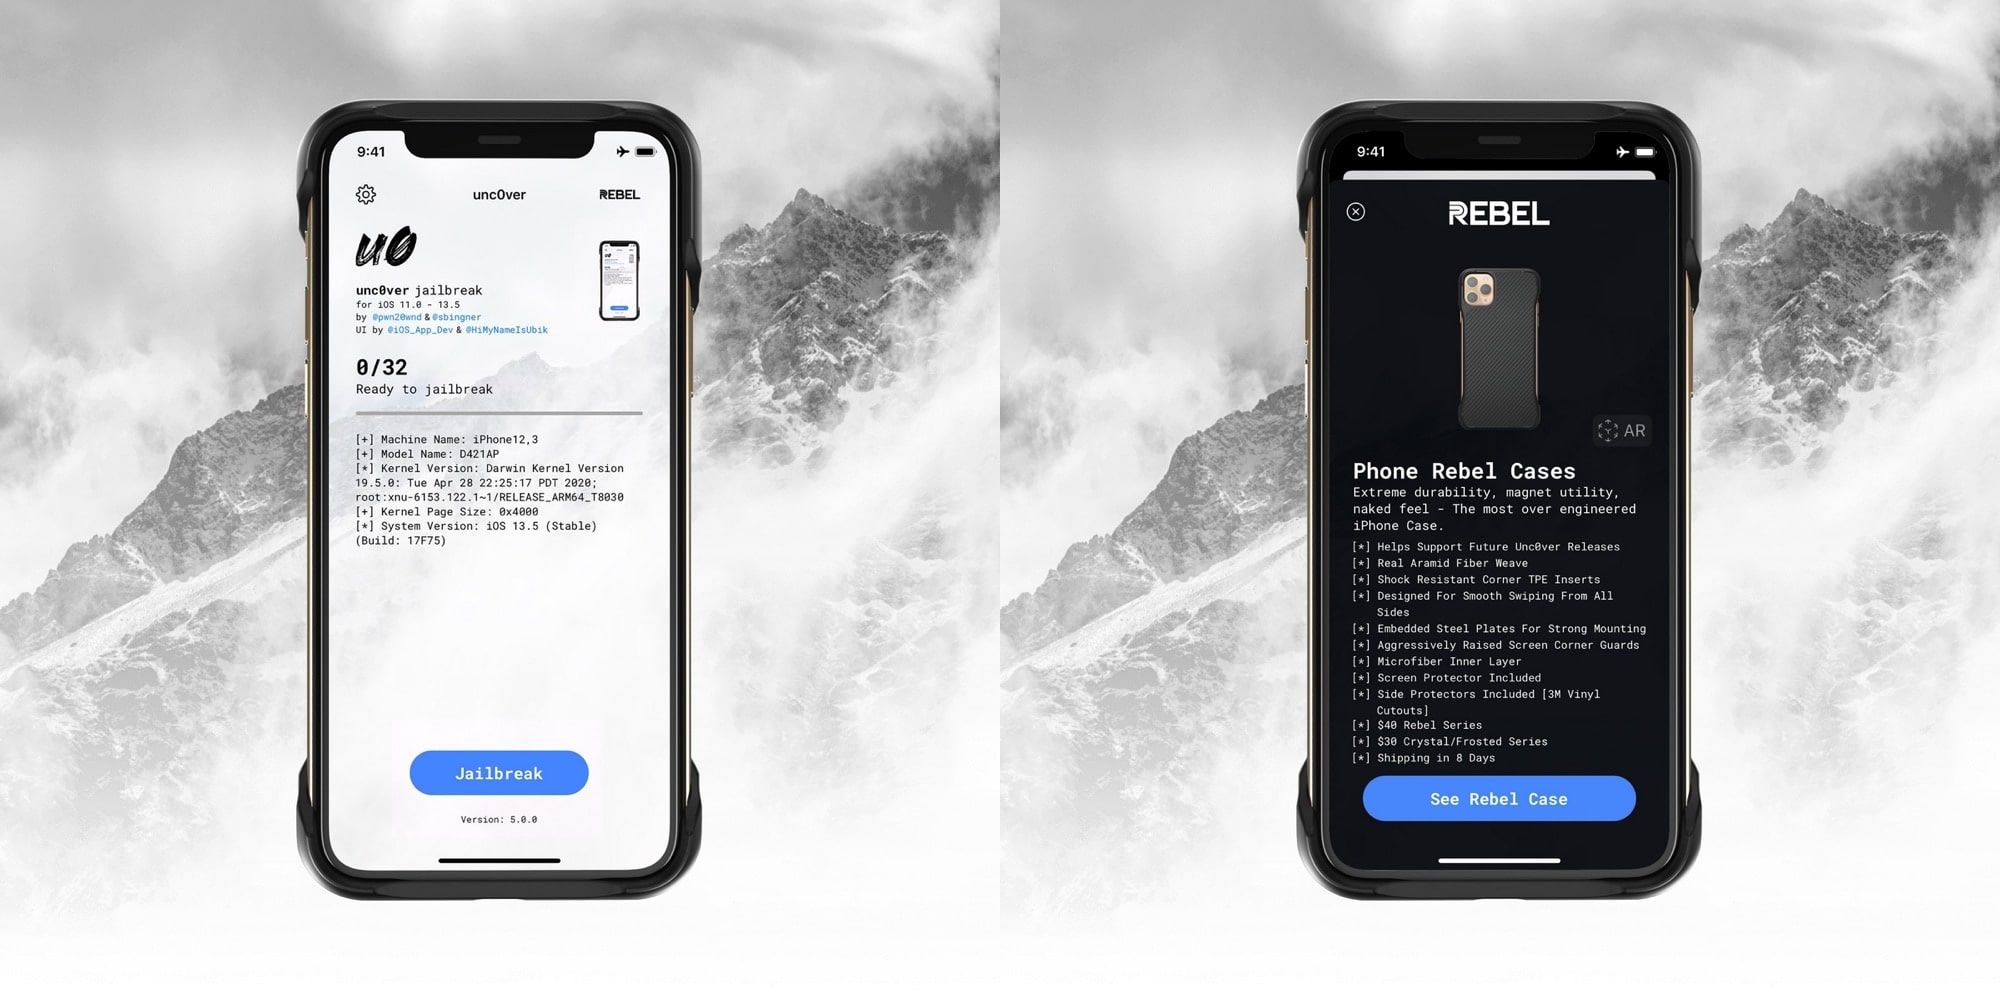 9:41
unc0ver
REBEL
u0
unc0ver jailbreak
for iOS 11.0 - 13.5
by @pwn20wnd & @sbingner
UI by @iOS_App_Dev & @HiMyNameIsUbik
0/32
Ready to jailbreak
[+] Machine Name: iPhone12,3
[+] Model Name: D421AP
[*] Kernel Version: Darwin Kernel Version
19.5.0: Tue Apr 28 22:25:17 PDT 2020;
root:xnu-6153.122.1~1/RELEASE_ARM64_T8030
[+] Kernel Page Size: 0x4000
[*] System Version: iOS 13.5 (Stable)
(Build: 17F75)
Jailbreak
Version: 5.0.0
9:41
REBEL
AR
Phone Rebel Cases
Extreme durability, magnet utility,
naked feel - The most over engineered
iPhone Case.
[*] Helps Support Future Unc0ver Releases
[*] Real Aramid Fiber Weave
[*] Shock Resistant Corner TPE Inserts
[*] Designed For Smooth Swiping From All
Sides
[*] Embedded Steel Plates For Strong Mounting
[*] Aggressively Raised Screen Corner Guards
[*] Microfiber Inner Layer
[*] Screen Protector Included
[*] Side Protectors Included [3M Vinyl
Cutouts]
[*] $40 Rebel Series
[*] $30 Crystal/Frosted Series
[*] Shipping in 8 Days
See Rebel Case